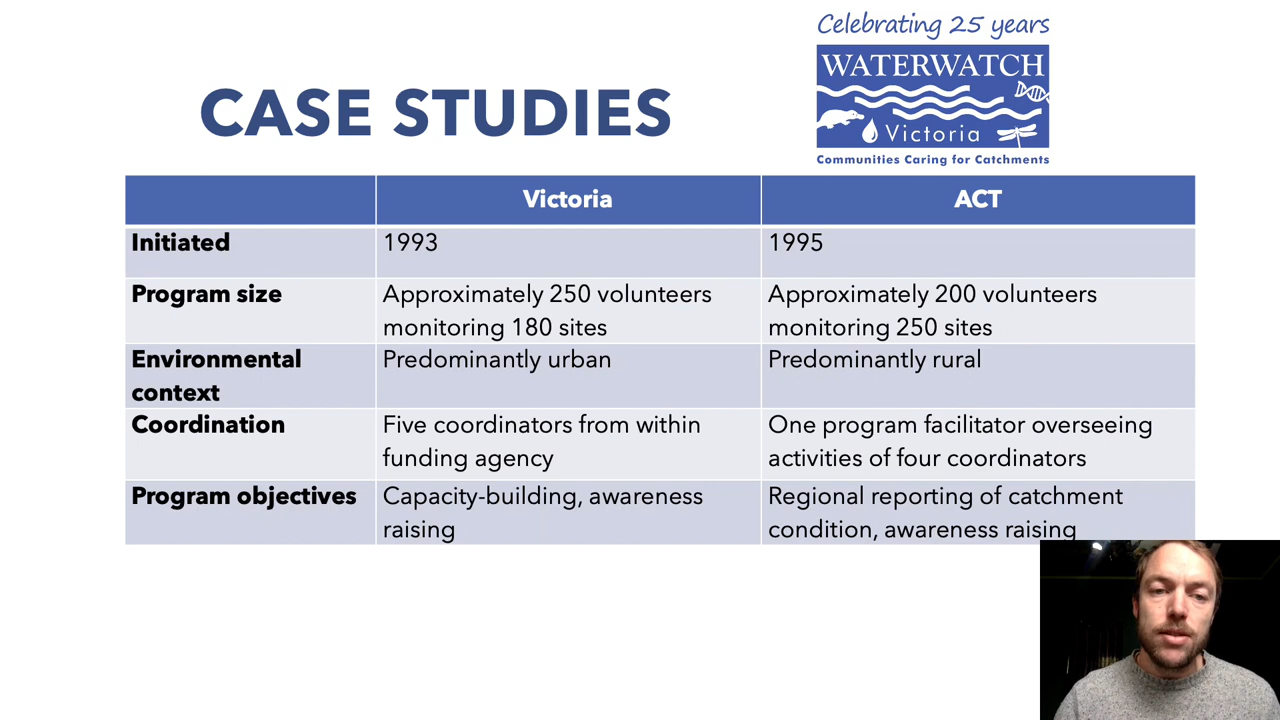 Celebrating 25 years
WATERWATCH
Victoria
Communities Caring for Catchments
CASE STUDIES
Victoria
ACT
Initiated
1993
1995
Program size
Approximately 250 volunteers
monitoring 180 sites
Approximately 200 volunteers
monitoring 250 sites
Environmental
context
Predominantly urban
Predominantly rural
Coordination
Five coordinators from within
funding agency
One program facilitator overseeing
activities of four coordinators
Program objectives
Capacity-building, awareness
raising
Regional reporting of catchment
condition, awareness raising